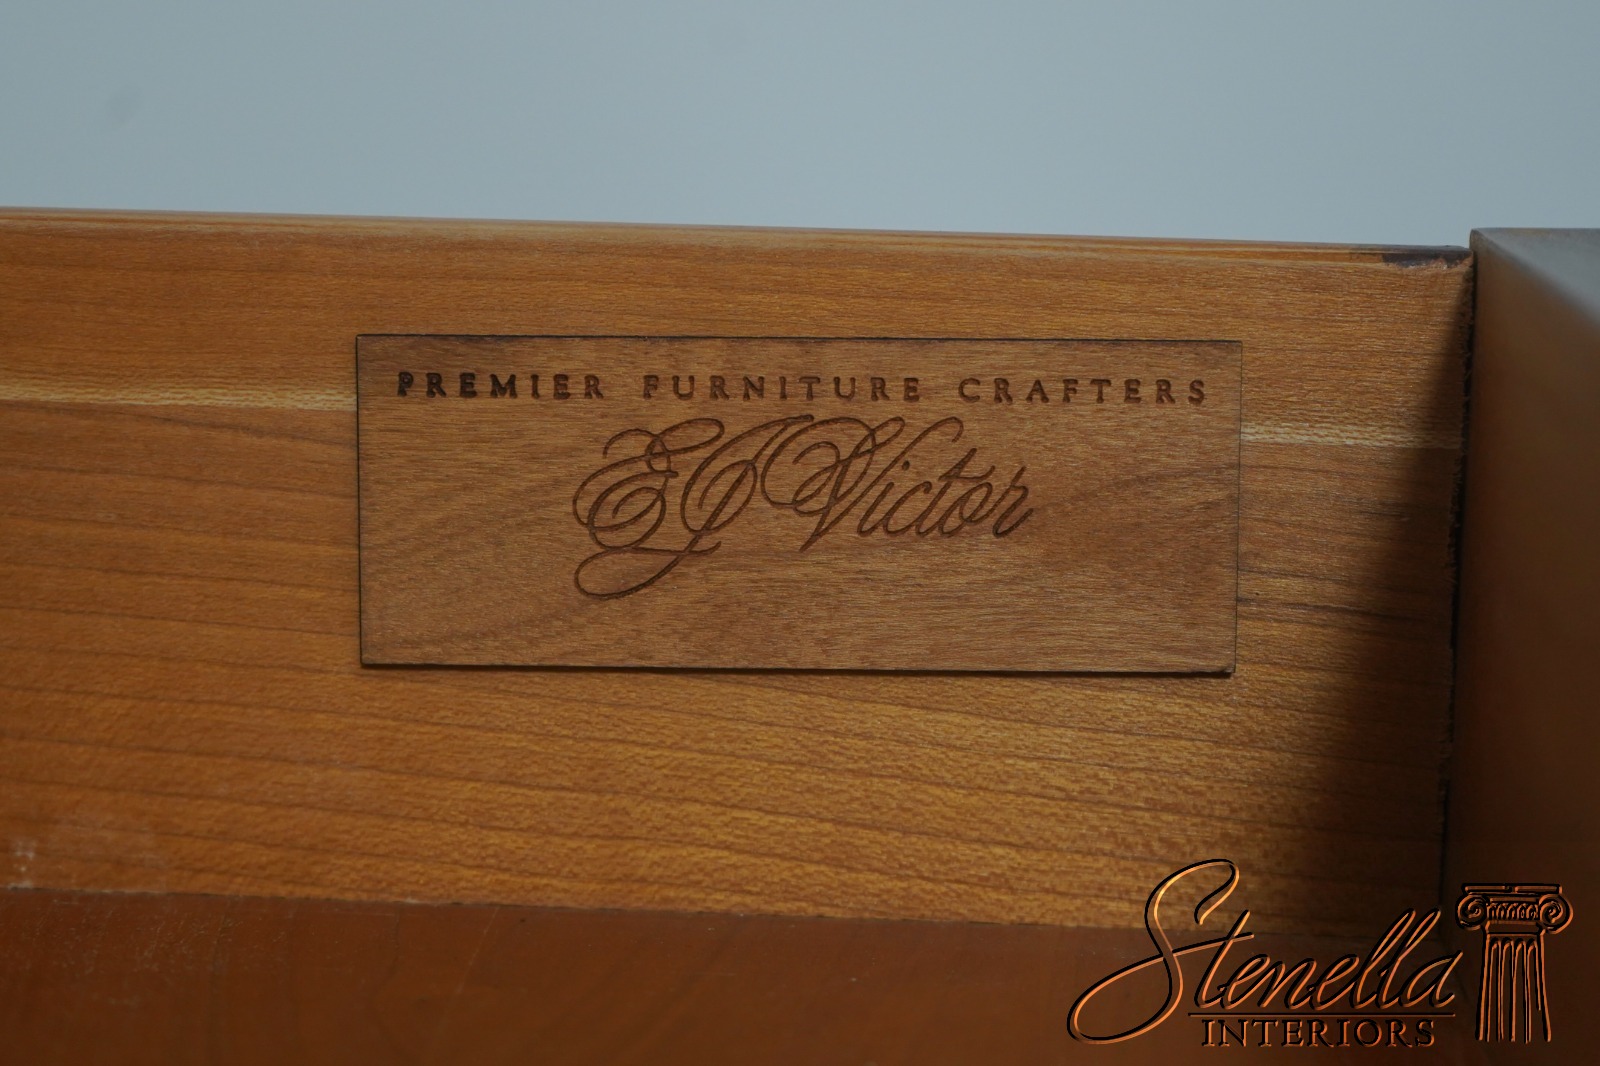 PREMIER FURNITURE CRAFTERS
EJ Victor
Stenella
INTERIORS